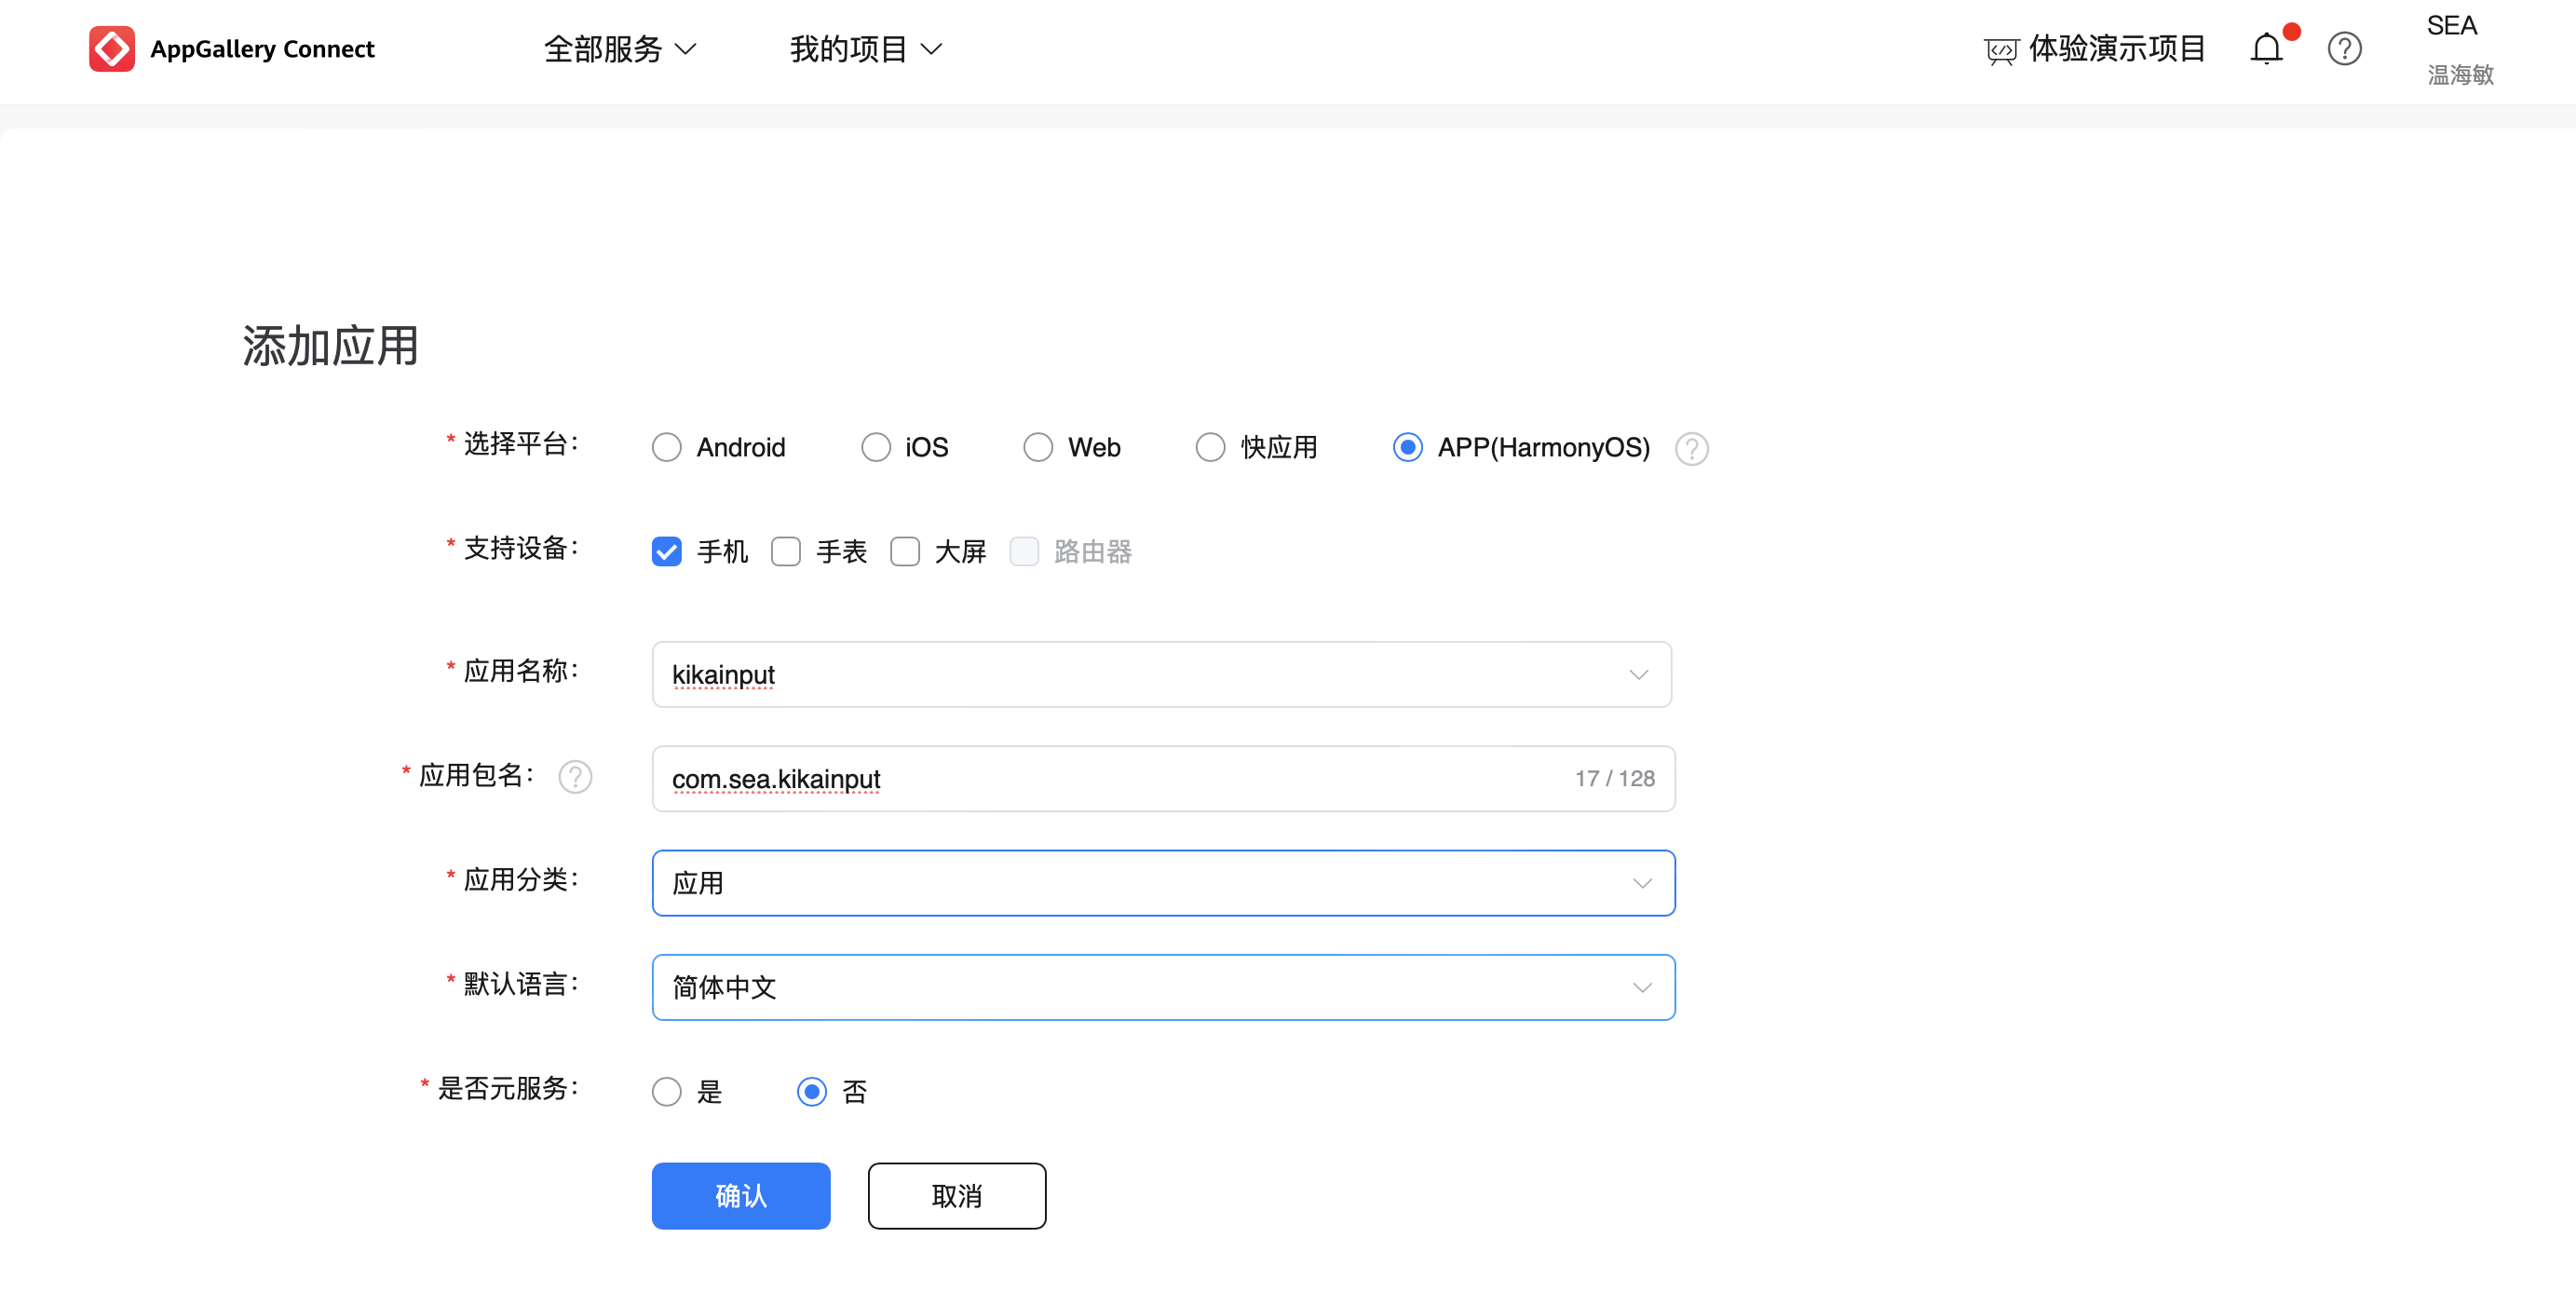 AppGallery Connect 全部服务 我的项目 体验演示项目 SEA
温海敏
添加应用
* 选择平台: Android iOS Web 快应用 APP(HarmonyOS) ?
* 支持设备: 手机 手表 大屏 路由器
* 应用名称: kikainput
* 应用包名: ? com.sea.kikainput 17 / 128
* 应用分类: 应用
* 默认语言: 简体中文
* 是否元服务: 是 否
确认 取消